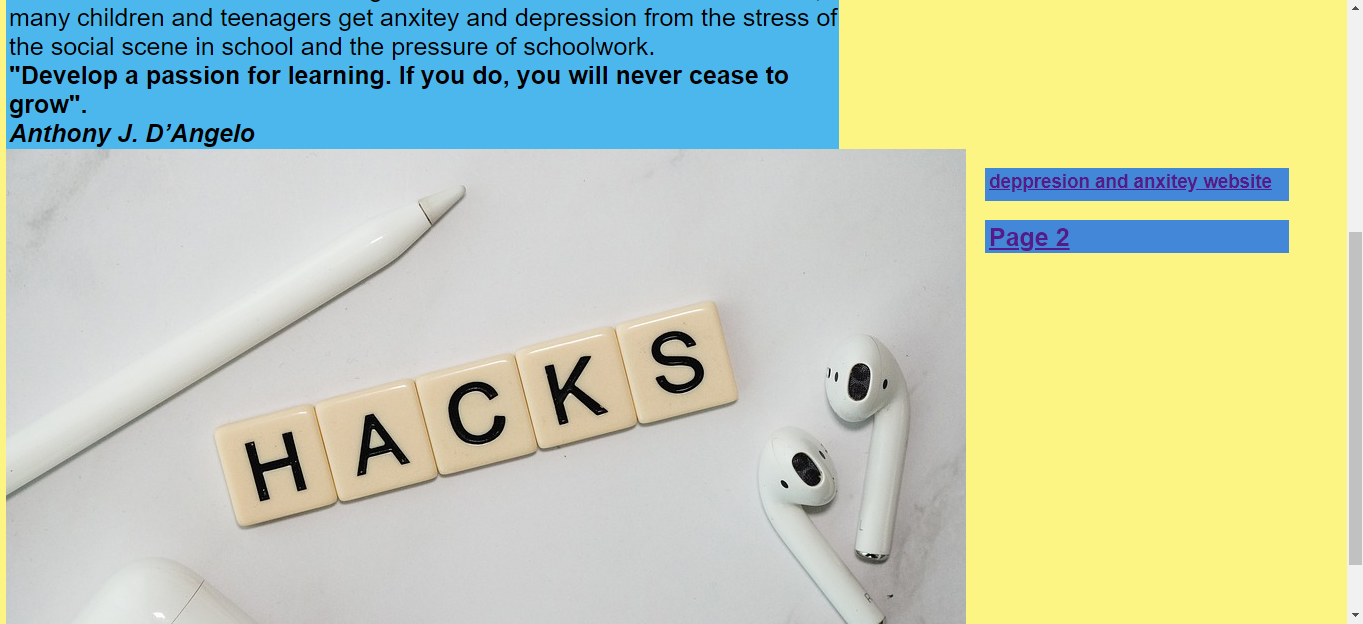 many children and teenagers get anxitey and depression from the stress of
the social scene in school and the pressure of schoolwork.
"Develop a passion for learning. If you do, you will never cease to
grow".
Anthony J. D’Angelo
deppresion and anxitey website
Page 2
HACKS